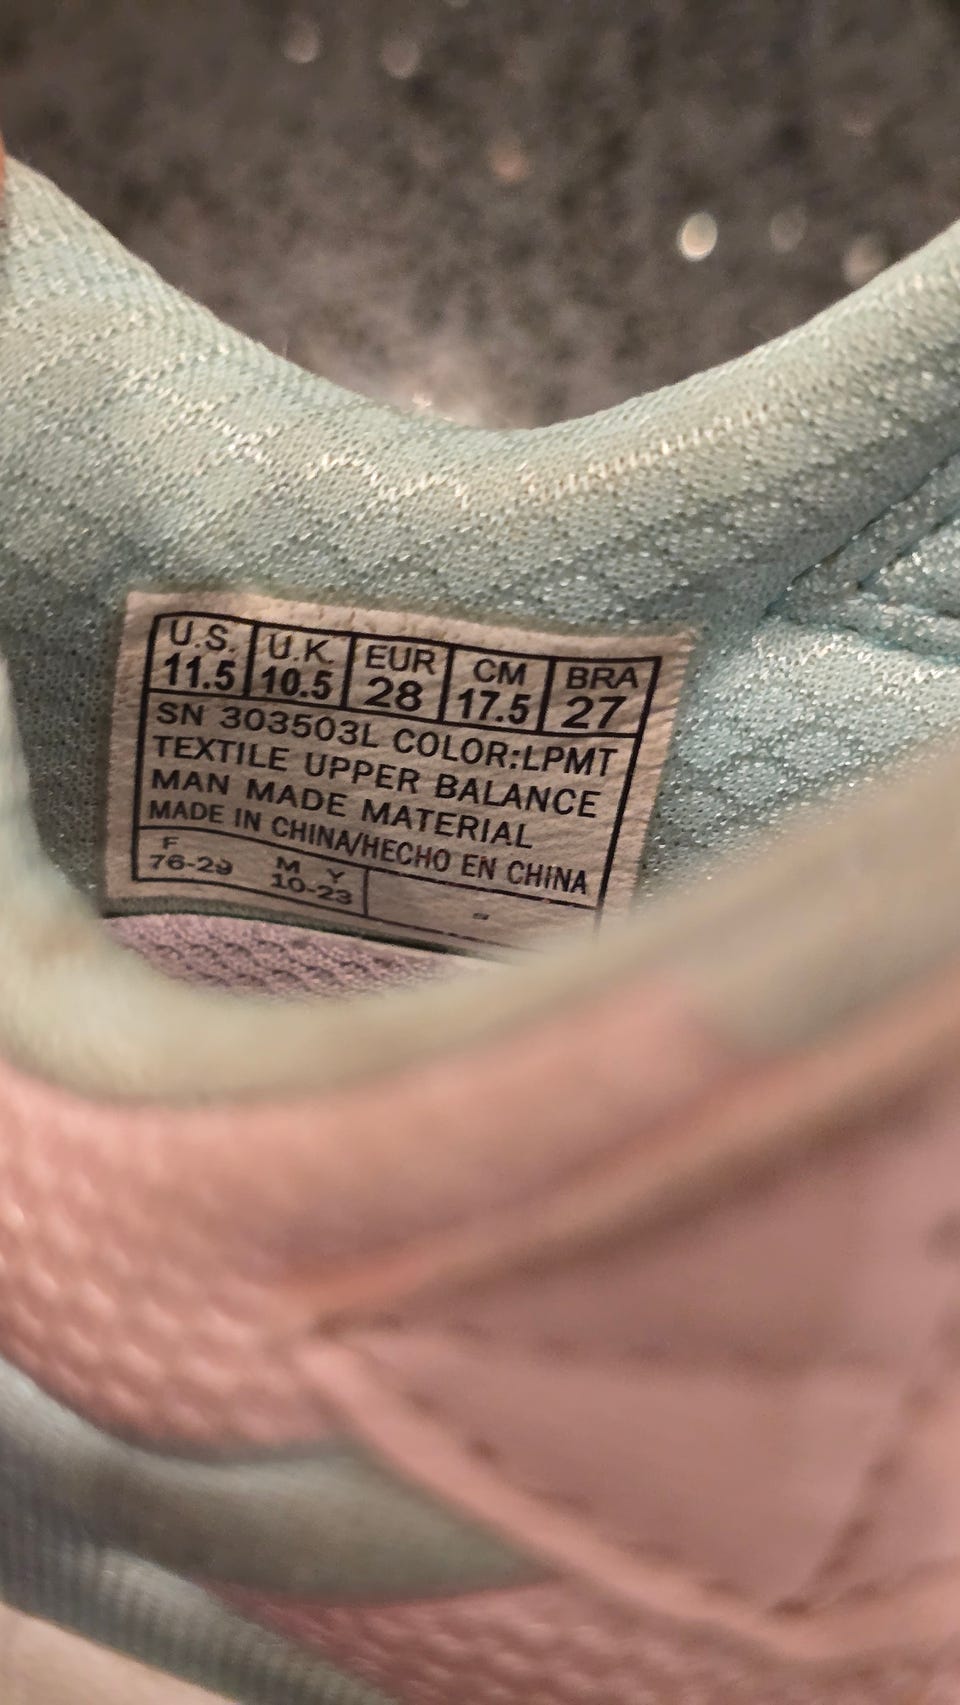 U.S. U.K. EUR CM BRA
11.5 10.5 28 17.5 27
SN 303503L COLOR:LPMT
TEXTILE UPPER BALANCE
MAN MADE MATERIAL
MADE IN CHINA/HECHO EN CHINA
F M Y
76-29 10-23